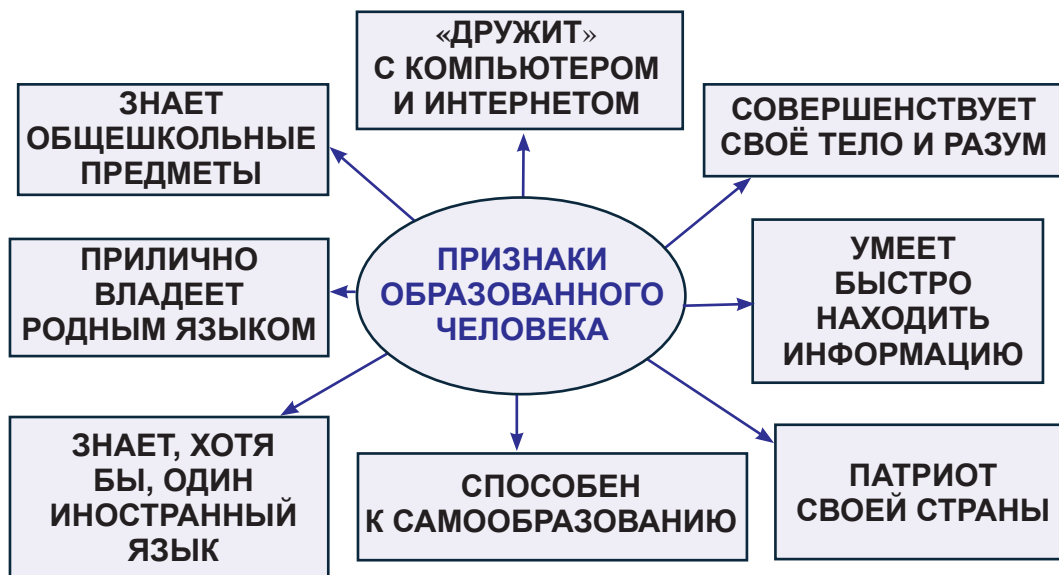 «ДРУЖИТ»
С КОМПЬЮТЕРОМ
И ИНТЕРНЕТОМ
ЗНАЕТ
ОБЩЕШКОЛЬНЫЕ
ПРЕДМЕТЫ
СОВЕРШЕНСТВУЕТ
СВОЁ ТЕЛО И РАЗУМ
ПРИЛИЧНО
ВЛАДЕЕТ
РОДНЫМ ЯЗЫКОМ
ПРИЗНАКИ
ОБРАЗОВАННОГО
ЧЕЛОВЕКА
УМЕЕТ
БЫСТРО
НАХОДИТЬ
ИНФОРМАЦИЮ
ЗНАЕТ, ХОТЯ
БЫ, ОДИН
ИНОСТРАННЫЙ
ЯЗЫК
СПОСОБЕН
К САМООБРАЗОВАНИЮ
ПАТРИОТ
СВОЕЙ СТРАНЫ